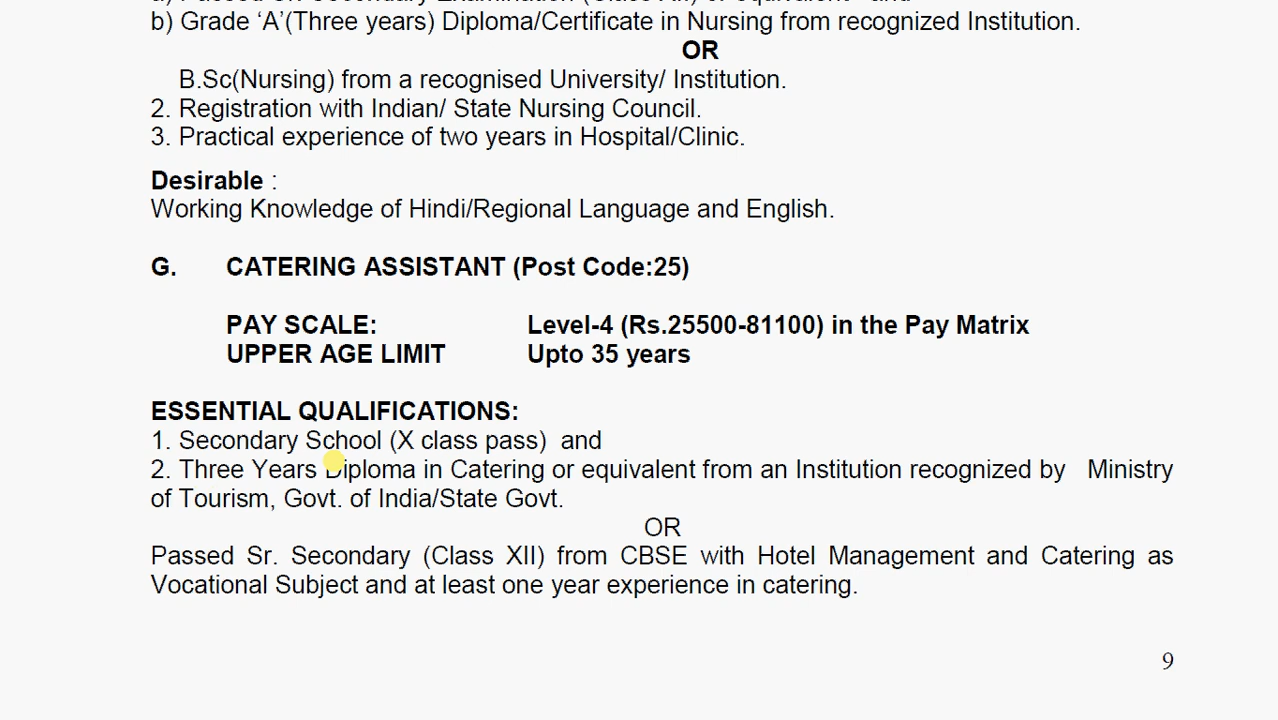 b) Grade ‘A’(Three years) Diploma/Certificate in Nursing from recognized Institution.
OR
B.Sc(Nursing) from a recognised University/ Institution.
2. Registration with Indian/ State Nursing Council.
3. Practical experience of two years in Hospital/Clinic.
Desirable :
Working Knowledge of Hindi/Regional Language and English.
G. CATERING ASSISTANT (Post Code:25)
PAY SCALE: Level-4 (Rs.25500-81100) in the Pay Matrix
UPPER AGE LIMIT Upto 35 years
ESSENTIAL QUALIFICATIONS:
1. Secondary School (X class pass) and
2. Three Years Diploma in Catering or equivalent from an Institution recognized by Ministry
of Tourism, Govt. of India/State Govt.
OR
Passed Sr. Secondary (Class XII) from CBSE with Hotel Management and Catering as
Vocational Subject and at least one year experience in catering.
9